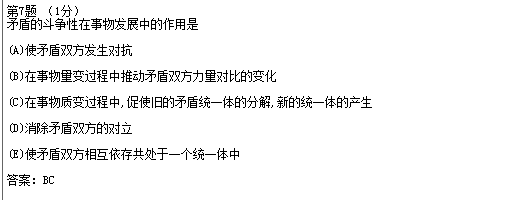 第7题 （1分）
矛盾的斗争性在事物发展中的作用是
(A)使矛盾双方发生对抗
(B)在事物量变过程中推动矛盾双方力量对比的变化
(C)在事物质变过程中,促使旧的矛盾统一体的分解,新的统一体的产生
(D)消除矛盾双方的对立
(E)使矛盾双方相互依存共处于一个统一体中
答案：BC